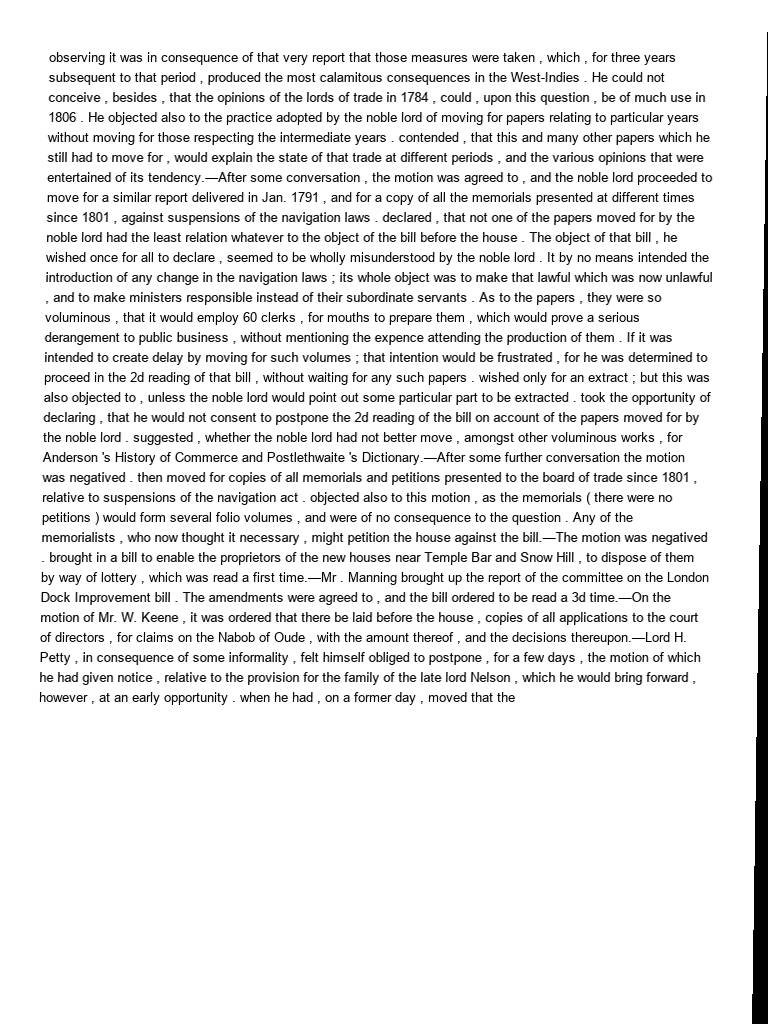 observing it was in consequence of that very report that those measures were taken , which , for three years
subsequent to that period , produced the most calamitous consequences in the West-Indies . He could not
conceive , besides , that the opinions of the lords of trade in 1784 , could , upon this question , be of much use in
1806 . He objected also to the practice adopted by the noble lord of moving for papers relating to particular years
without moving for those respecting the intermediate years . contended , that this and many other papers which he
still had to move for , would explain the state of that trade at different periods , and the various opinions that were
entertained of its tendency.—After some conversation , the motion was agreed to , and the noble lord proceeded to
move for a similar report delivered in Jan. 1791 , and for a copy of all the memorials presented at different times
since 1801 , against suspensions of the navigation laws . declared , that not one of the papers moved for by the
noble lord had the least relation whatever to the object of the bill before the house . The object of that bill , he
wished once for all to declare , seemed to be wholly misunderstood by the noble lord . It by no means intended the
introduction of any change in the navigation laws ; its whole object was to make that lawful which was now unlawful
, and to make ministers responsible instead of their subordinate servants . As to the papers , they were so
voluminous , that it would employ 60 clerks , for mouths to prepare them , which would prove a serious
derangement to public business , without mentioning the expence attending the production of them . If it was
intended to create delay by moving for such volumes ; that intention would be frustrated , for he was determined to
proceed in the 2d reading of that bill , without waiting for any such papers . wished only for an extract ; but this was
also objected to , unless the noble lord would point out some particular part to be extracted . took the opportunity of
declaring , that he would not consent to postpone the 2d reading of the bill on account of the papers moved for by
the noble lord . suggested , whether the noble lord had not better move , amongst other voluminous works , for
Anderson 's History of Commerce and Postlethwaite 's Dictionary.—After some further conversation the motion
was negatived . then moved for copies of all memorials and petitions presented to the board of trade since 1801 ,
relative to suspensions of the navigation act . objected also to this motion , as the memorials ( there were no
petitions ) would form several folio volumes , and were of no consequence to the question . Any of the
memorialists , who now thought it necessary , might petition the house against the bill.—The motion was negatived
. brought in a bill to enable the proprietors of the new houses near Temple Bar and Snow Hill , to dispose of them
by way of lottery , which was read a first time.—Mr . Manning brought up the report of the committee on the London
Dock Improvement bill . The amendments were agreed to , and the bill ordered to be read a 3d time.—On the
motion of Mr. W. Keene , it was ordered that there be laid before the house , copies of all applications to the court
of directors , for claims on the Nabob of Oude , with the amount thereof , and the decisions thereupon.—Lord H.
Petty , in consequence of some informality , felt himself obliged to postpone , for a few days , the motion of which
he had given notice , relative to the provision for the family of the late lord Nelson , which he would bring forward ,
however , at an early opportunity . when he had , on a former day , moved that the